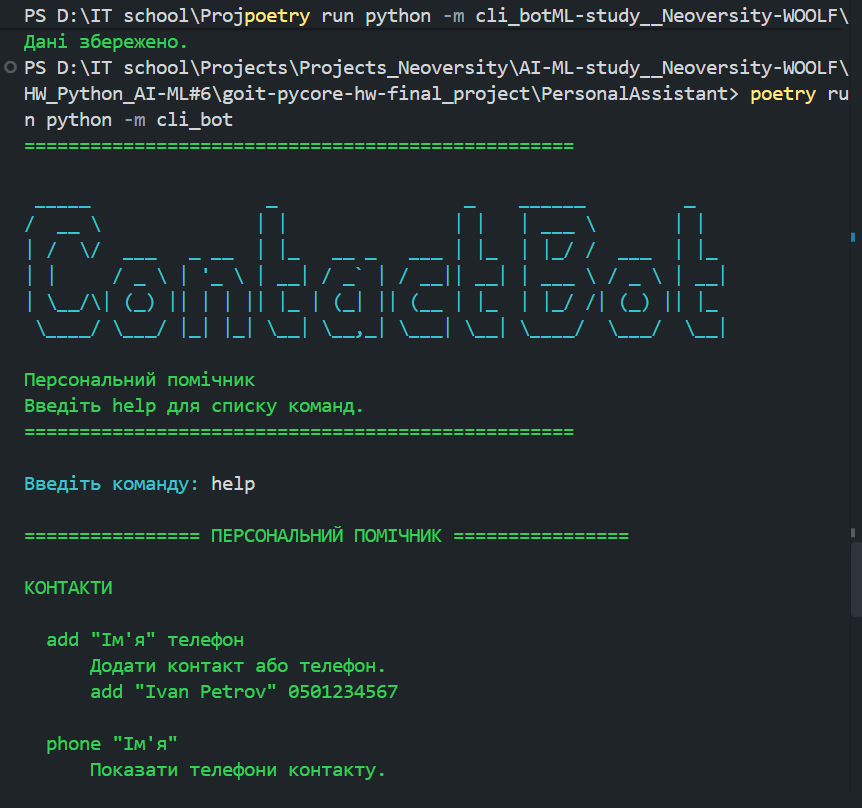 PS D:\IT school\Projpoetry run python -m cli_botML-study__Neoversity-WOOLF\
Дані збережено.
PS D:\IT school\Projects\Projects_Neoversity\AI-ML-study__Neoversity-WOOLF\
HW_Python_AI-ML#6\goit-pycore-hw-final_project\PersonalAssistant> poetry ru
n python -m cli_bot
==================================================
Contact Bot
Персональний помічник
Введіть help для списку команд.
==================================================
Введіть команду: help
================ ПЕРСОНАЛЬНИЙ ПОМІЧНИК ================
КОНТАКТИ
add "Ім'я" телефон
Додати контакт або телефон.
add "Ivan Petrov" 0501234567
phone "Ім'я"
Показати телефони контакту.